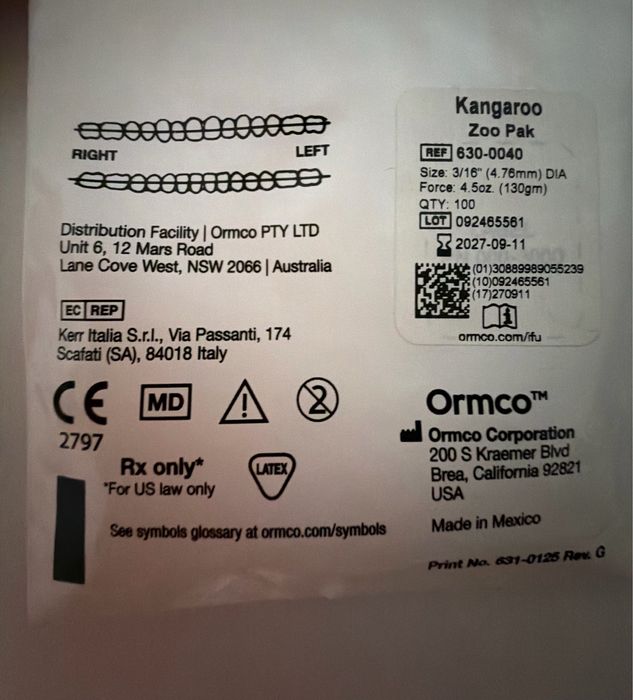 RIGHT LEFT
Distribution Facility | Ormco PTY LTD
Unit 6, 12 Mars Road
Lane Cove West, NSW 2066 | Australia
EC REP
Kerr Italia S.r.l., Via Passanti, 174
Scafati (SA), 84018 Italy
CE MD 2
2797
Rx only*
*For US law only
LATEX
See symbols glossary at ormco.com/symbols
Kangaroo
Zoo Pak
REF 630-0040
Size: 3/16" (4.76mm) DIA
Force: 4.5oz. (130gm)
QTY: 100
LOT 092465561
2027-09-11
(01)30889989055239
(10)092465561
(17)270911
ormco.com/ifu
Ormco™
Ormco Corporation
200 S Kraemer Blvd
Brea, California 92821
USA
Made in Mexico
Print No. 631-0125 Rev. G